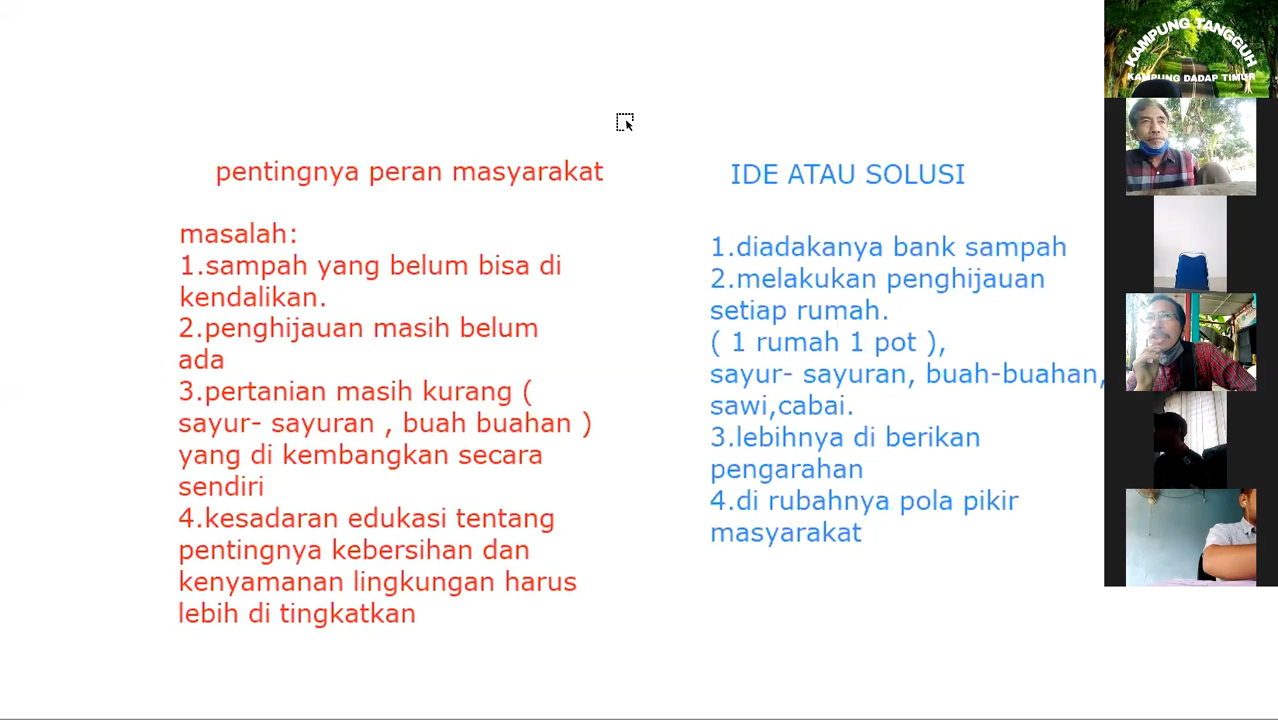 pentingnya peran masyarakat
masalah:
1.sampah yang belum bisa di
kendalikan.
2.penghijauan masih belum
ada
3.pertanian masih kurang (
sayur- sayuran , buah buahan )
yang di kembangkan secara
sendiri
4.kesadaran edukasi tentang
pentingnya kebersihan dan
kenyamanan lingkungan harus
lebih di tingkatkan
IDE ATAU SOLUSI
1.diadakanya bank sampah
2.melakukan penghijauan
setiap rumah.
( 1 rumah 1 pot ),
sayur- sayuran, buah-buahan,
sawi,cabai.
3.lebihnya di berikan
pengarahan
4.di rubahnya pola pikir
masyarakat
KAMPUNG TANGGUH
KAMPUNG DADAP TIMUR